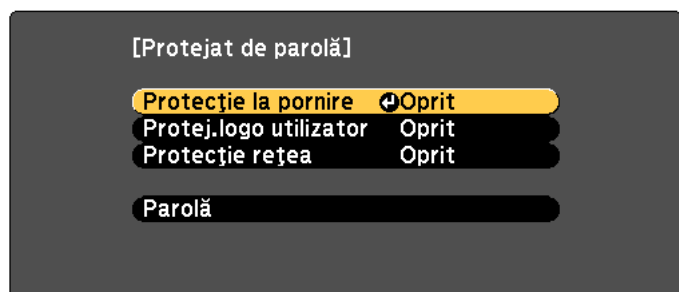 [Protejat de parolă]
Protecţie la pornire Oprit
Protej.logo utilizator Oprit
Protecţie reţea Oprit
Parolă